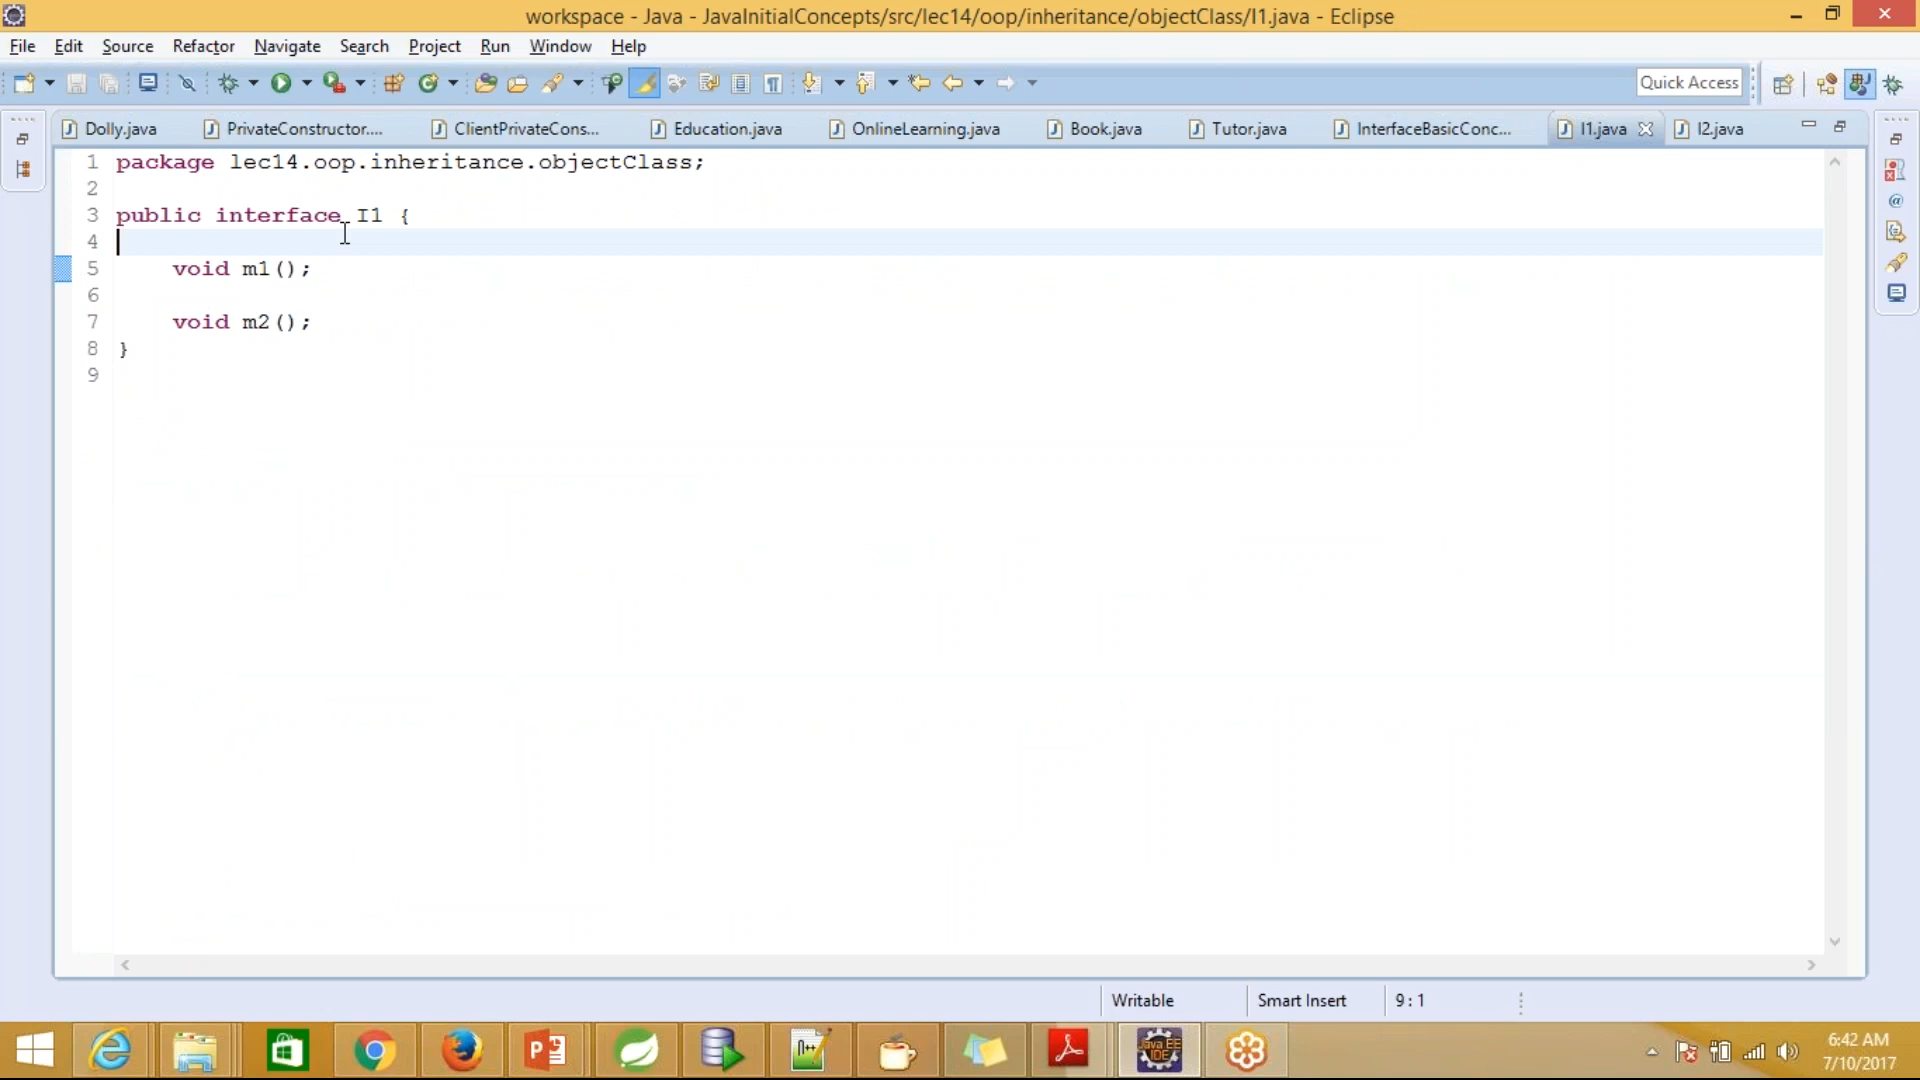 workspace - Java - JavaInitialConcepts/src/lec14/oop/inheritance/objectClass/I1.java - Eclipse
File Edit Source Refactor Navigate Search Project Run Window Help
Quick Access
Dolly.java PrivateConstructor.... ClientPrivateCons... Education.java OnlineLearning.java Book.java Tutor.java InterfaceBasicConc... I1.java I2.java
1 package lec14.oop.inheritance.objectClass;
2
3 public interface I1 {
4
5 void m1();
6
7 void m2();
8 }
9
Writable Smart Insert 9 : 1
6:42 AM
7/10/2017